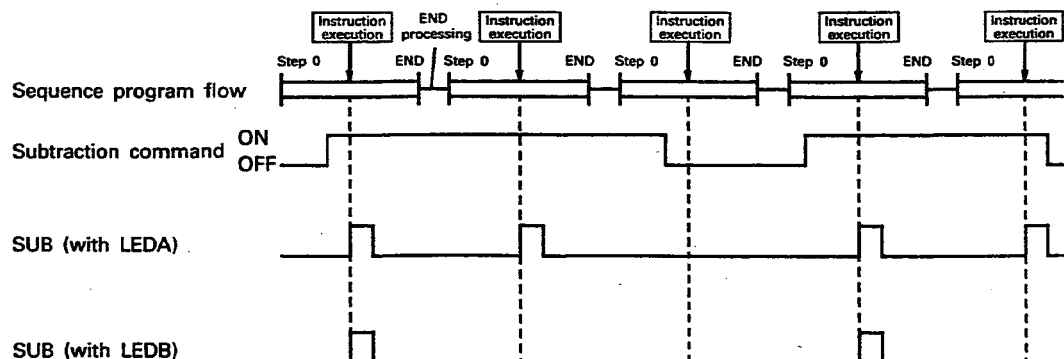 Instruction execution
END processing
Instruction execution
Instruction execution
Instruction execution
Instruction execution
Step 0 END Step 0 END Step 0 END Step 0 END Step 0
Sequence program flow
Subtraction command ON
OFF
SUB (with LEDA)
SUB (with LEDB)